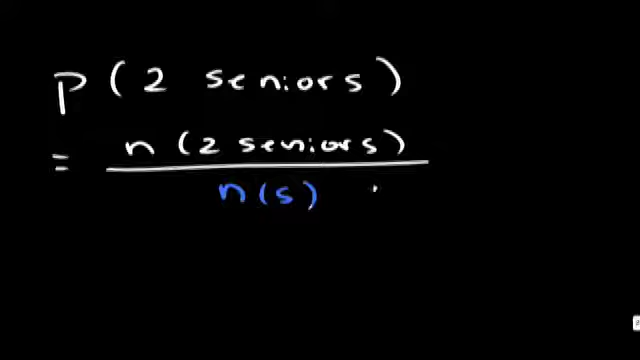 P (2 seniors)
= n (2 seniors)
n(s)